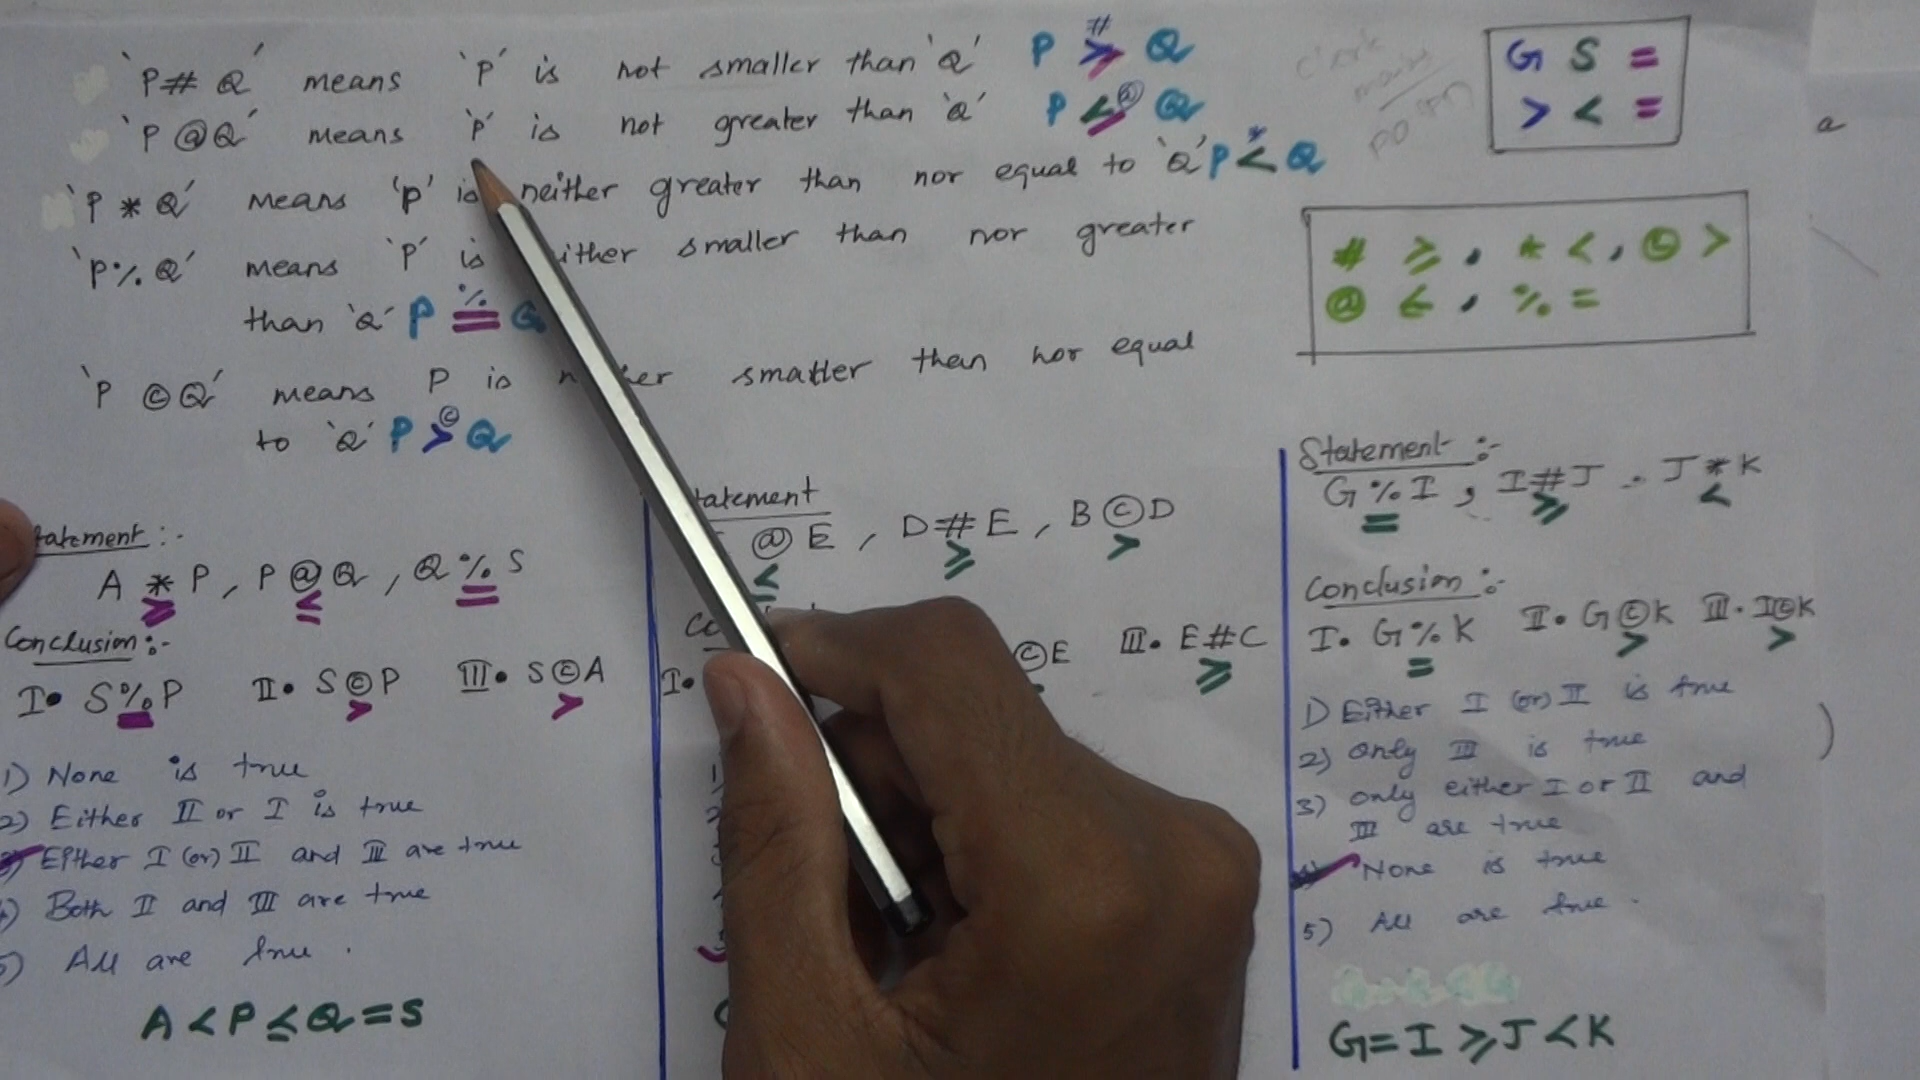 `P # Q´ means `P´ is not smaller than `Q´ P ≥ Q
#
`P @ Q´ means `P´ is not greater than `Q´ P ≤ Q
@
`P * Q´ means `P´ is neither greater than nor equal to `Q´ P < Q
*
`P % Q´ means `P´ is smaller than nor greater
than `Q´ P = Q
%
`P © Q´ means P is smaller than nor equal
to `Q´ P > Q
©
G S =
> < =
# ≥, * <, © >
@ ≤, % =
A * P, P @ Q, Q % S
≥ ≤ =
Conclusion:-
I. S % P II. S © P III. S © A
> >
1) None is true
2) Either II or I is true
3) Either I (or) II and III are true
4) Both II and III are true
5) All are true.
A < P ≤ Q = S
@ E, D # E, B © D
≤ ≥ >
I. © E III. E # C
≥
Statement:-
G % I, I # J, J * K
= ≥ <
Conclusion:-
I. G % K II. G © K III. I © K
= > >
1) Either I (or) II is true
2) Only III is true
3) Only either I or II and
III are true
4) None is true
5) All are true.
G = I ≥ J < K